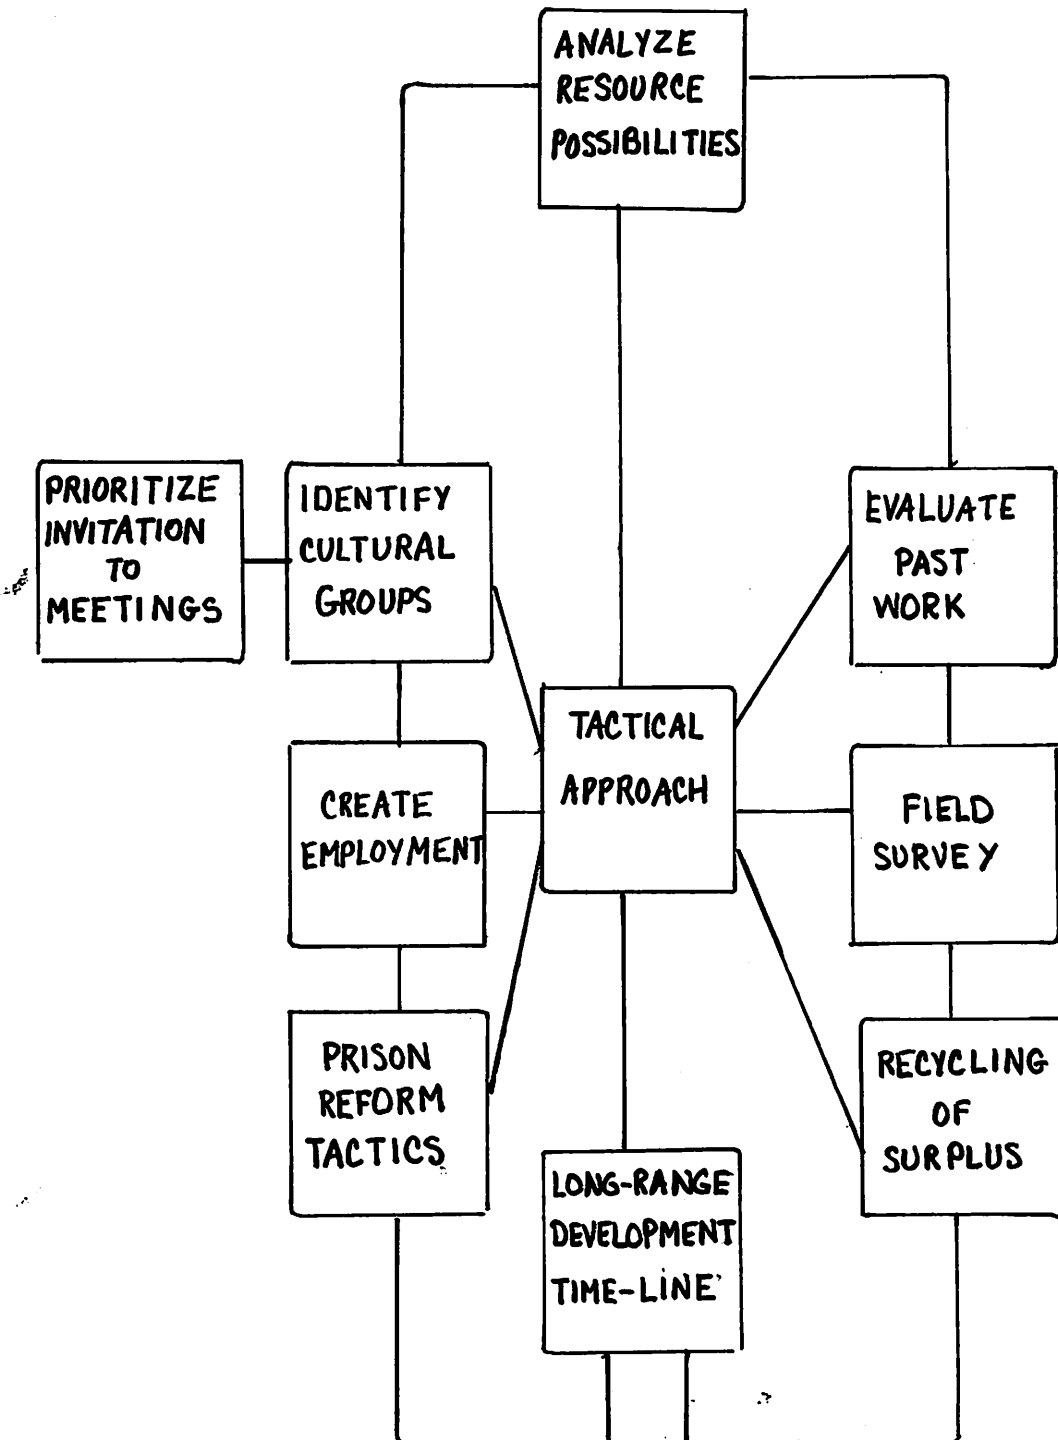 ANALYZE
RESOURCE
POSSIBILITIES
PRIORITIZE
INVITATION
TO
MEETINGS
IDENTIFY
CULTURAL
GROUPS
EVALUATE
PAST
WORK
TACTICAL
APPROACH
CREATE
EMPLOYMENT
FIELD
SURVEY
PRISON
REFORM
TACTICS
RECYCLING
OF
SURPLUS
LONG-RANGE
DEVELOPMENT
TIME-LINE